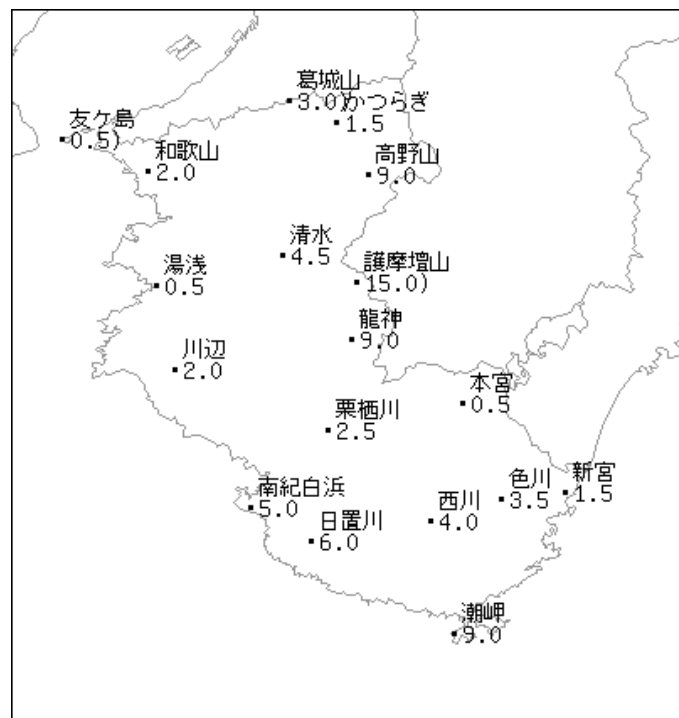 葛城山
3.0)
かつらぎ
1.5
友ケ島
0.5)
和歌山
2.0
高野山
9.0
清水
4.5
護摩壇山
15.0)
湯浅
0.5
龍神
9.0
川辺
2.0
本宮
0.5
栗栖川
2.5
色川
3.5
新宮
1.5
南紀白浜
5.0
西川
4.0
日置川
6.0
潮岬
9.0